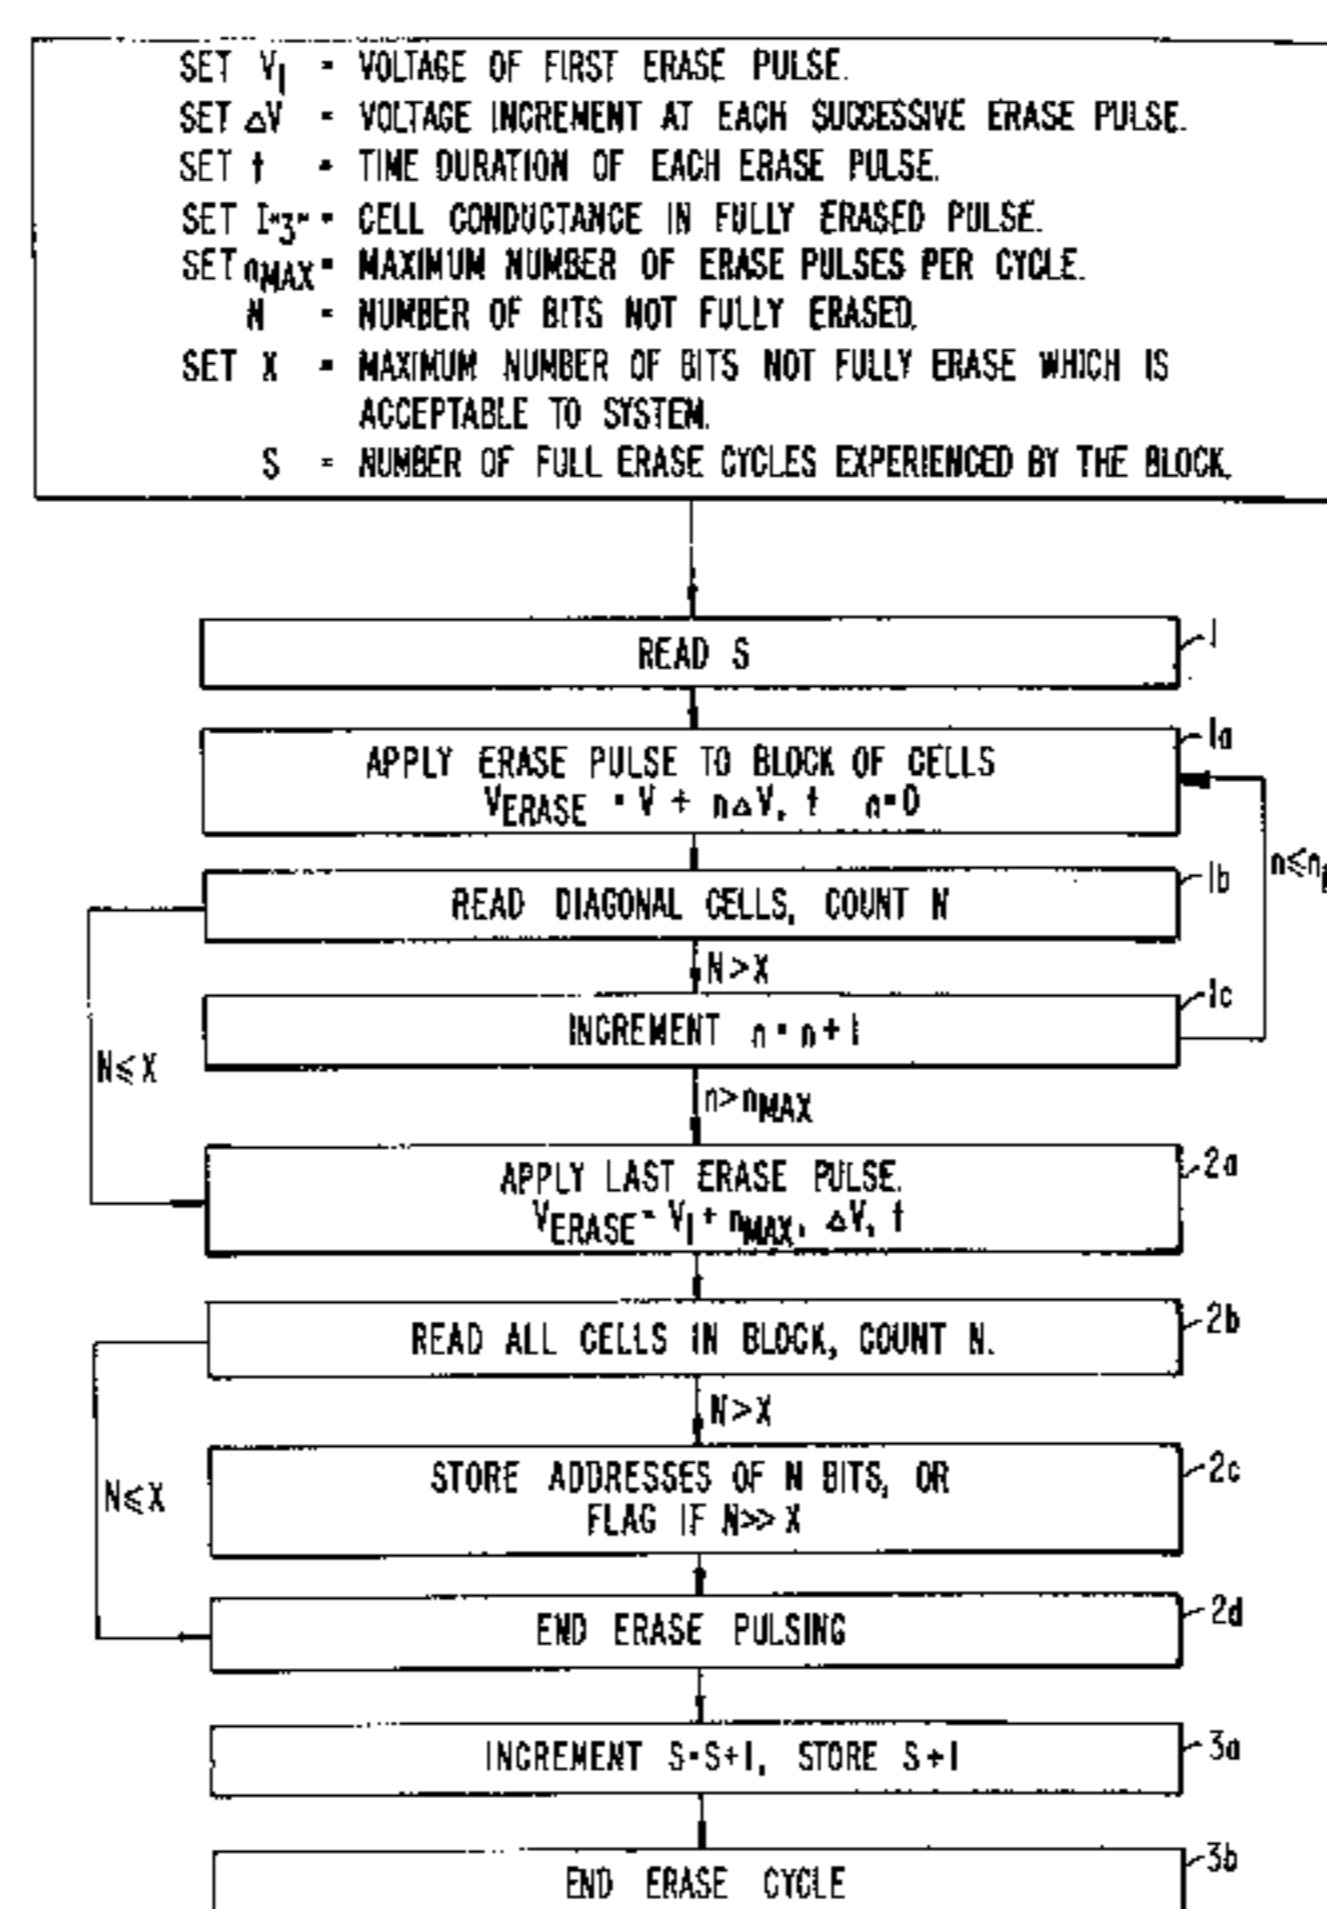 SET V1 = VOLTAGE OF FIRST ERASE PULSE.
SET ΔV = VOLTAGE INCREMENT AT EACH SUCCESSIVE ERASE PULSE.
SET t = TIME DURATION OF EACH ERASE PULSE.
SET I"3" = CELL CONDUCTANCE IN FULLY ERASED PULSE.
SET nMAX = MAXIMUM NUMBER OF ERASE PULSES PER CYCLE.
N = NUMBER OF BITS NOT FULLY ERASED.
SET X = MAXIMUM NUMBER OF BITS NOT FULLY ERASE WHICH IS
ACCEPTABLE TO SYSTEM.
S = NUMBER OF FULL ERASE CYCLES EXPERIENCED BY THE BLOCK.
READ S
1
APPLY ERASE PULSE TO BLOCK OF CELLS
VERASE = V + nΔV, t n=0
1a
n≤n
READ DIAGONAL CELLS, COUNT N
1b
N>X
INCREMENT n = n+1
1c
N≤X
n>nMAX
APPLY LAST ERASE PULSE.
VERASE = V1 + nMAX, ΔV, t
2a
READ ALL CELLS IN BLOCK, COUNT N.
2b
N>X
STORE ADDRESSES OF N BITS, OR
FLAG IF N>>X
2c
N≤X
END ERASE PULSING
2d
INCREMENT S=S+1, STORE S+1
3a
END ERASE CYCLE
3b